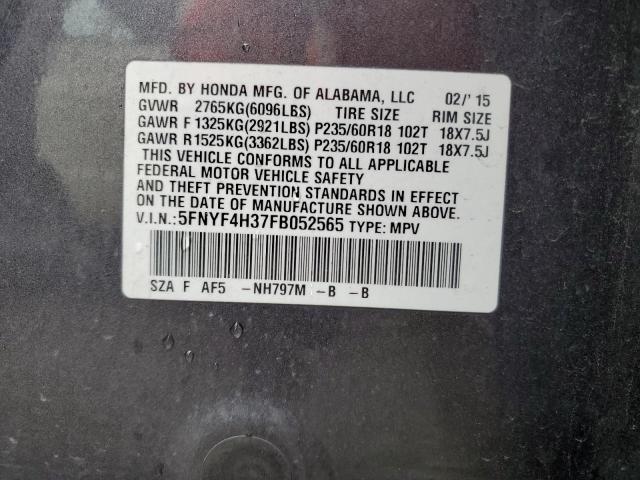 MFD. BY HONDA MFG. OF ALABAMA, LLC 02/'15
GVWR 2765KG(6096LBS) TIRE SIZE RIM SIZE
GAWR F 1325KG(2921LBS) P235/60R18 102T 18X7.5J
GAWR R1525KG(3362LBS) P235/60R18 102T 18X7.5J
THIS VEHICLE CONFORMS TO ALL APPLICABLE
FEDERAL MOTOR VEHICLE SAFETY
AND THEFT PREVENTION STANDARDS IN EFFECT
ON THE DATE OF MANUFACTURE SHOWN ABOVE.
V.I.N.:5FNYF4H37FB052565 TYPE: MPV
SZA F AF5 -NH797M -B -B